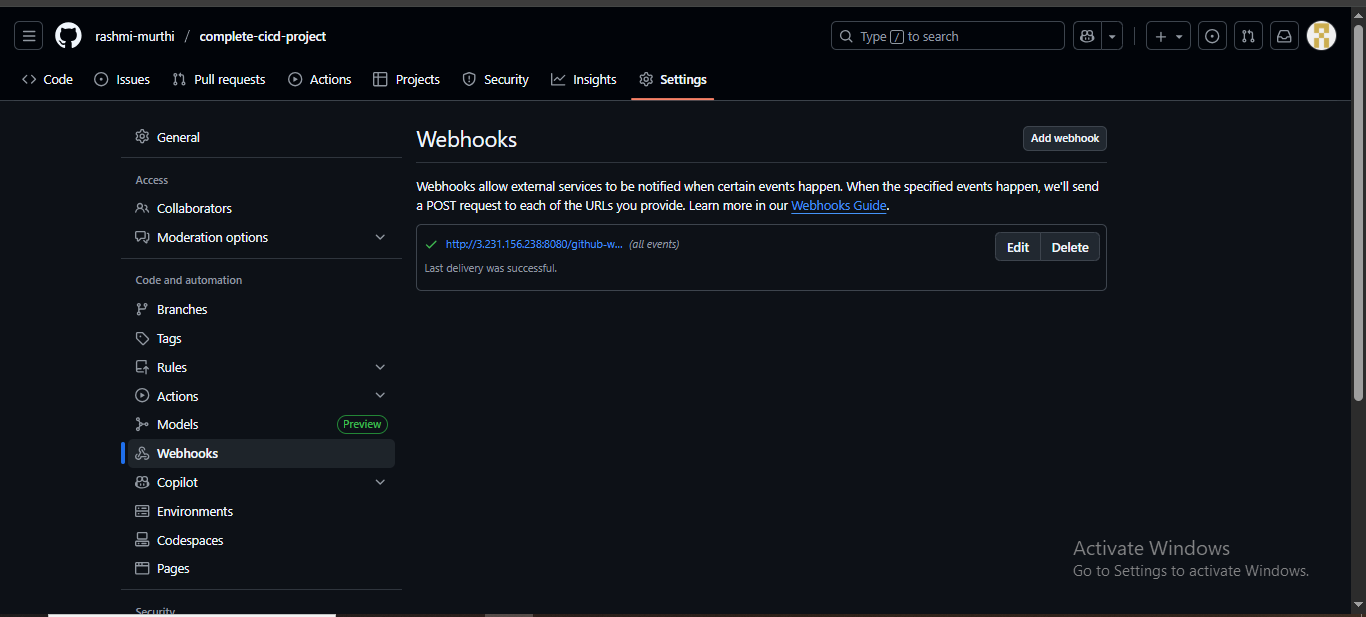 rashmi-murthi / complete-cicd-project
Type / to search
Code Issues Pull requests Actions Projects Security Insights Settings
General
Access
Collaborators
Moderation options
Code and automation
Branches
Tags
Rules
Actions
Models Preview
Webhooks
Copilot
Environments
Codespaces
Pages
Security
Webhooks
Add webhook
Webhooks allow external services to be notified when certain events happen. When the specified events happen, we'll send
a POST request to each of the URLs you provide. Learn more in our Webhooks Guide.
http://3.231.156.238:8080/github-w... (all events)
Edit Delete
Last delivery was successful.
Activate Windows
Go to Settings to activate Windows.